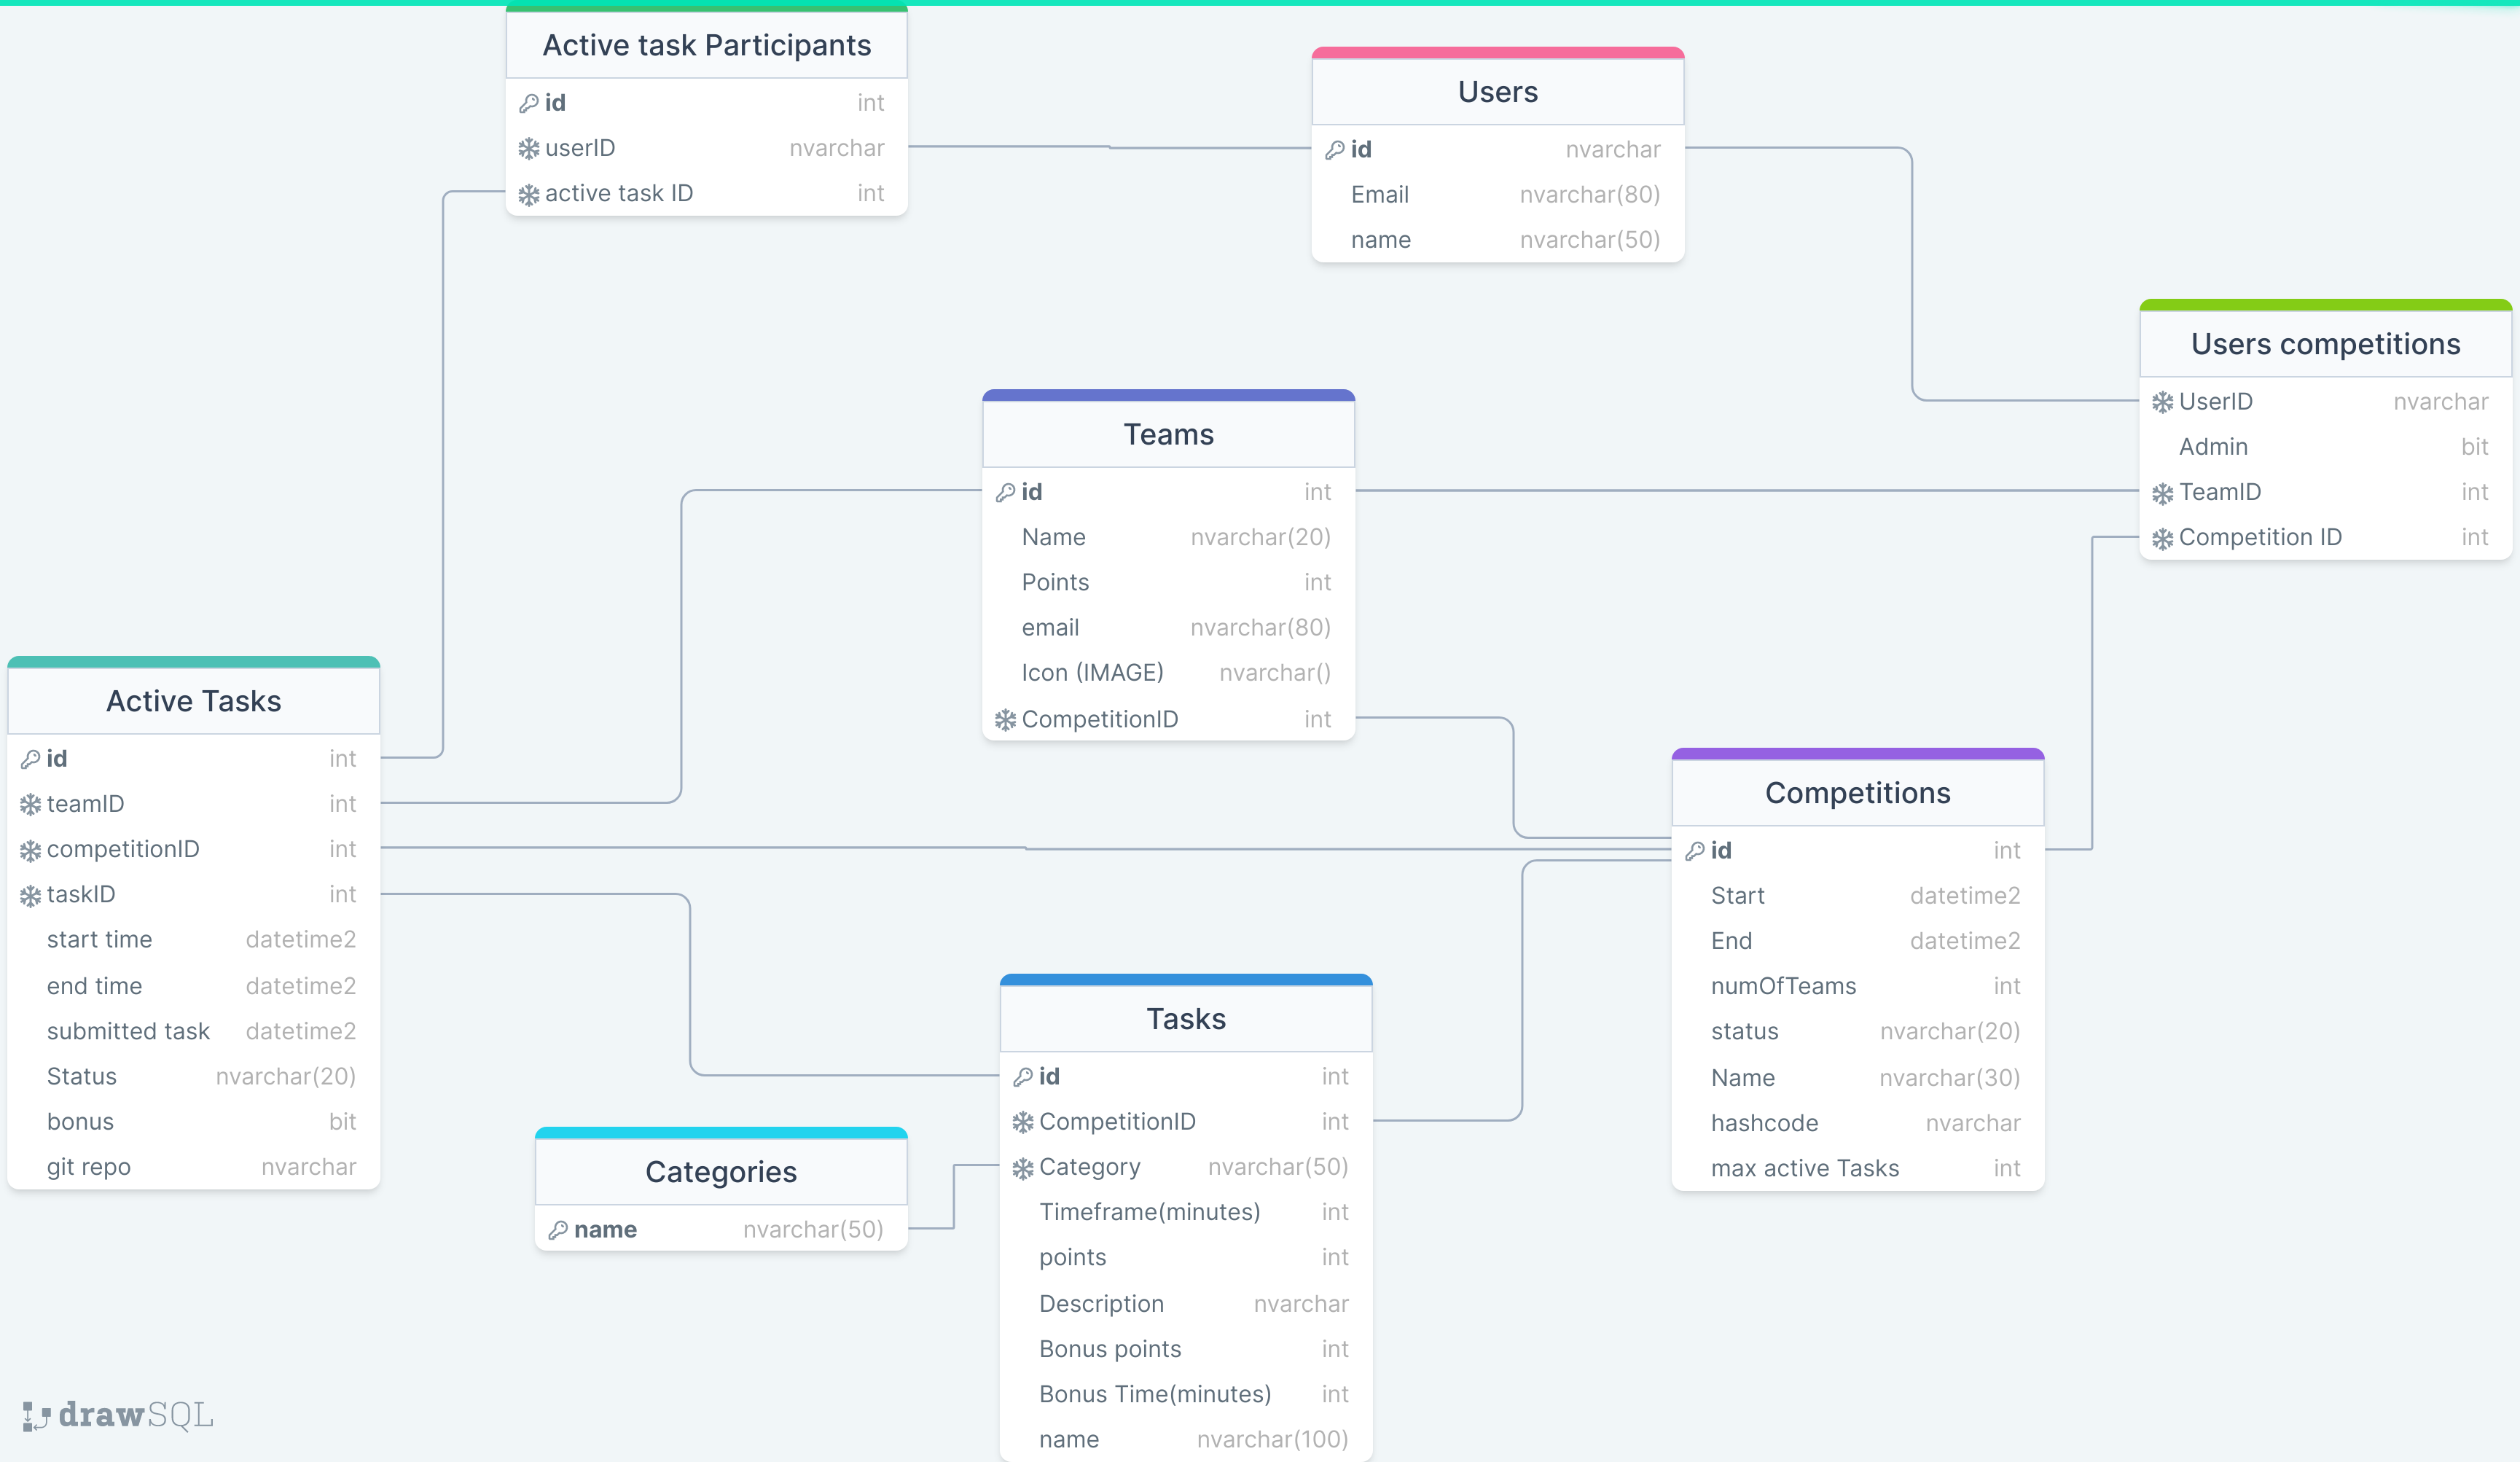 Active task Participants
id int
userID nvarchar
active task ID int
Users
id nvarchar
Email nvarchar(80)
name nvarchar(50)
Users competitions
UserID nvarchar
Admin bit
TeamID int
Competition ID int
Teams
id int
Name nvarchar(20)
Points int
email nvarchar(80)
Icon (IMAGE) nvarchar()
CompetitionID int
Active Tasks
id int
teamID int
competitionID int
taskID int
start time datetime2
end time datetime2
submitted task datetime2
Status nvarchar(20)
bonus bit
git repo nvarchar
Competitions
id int
Start datetime2
End datetime2
numOfTeams int
status nvarchar(20)
Name nvarchar(30)
hashcode nvarchar
max active Tasks int
Tasks
id int
CompetitionID int
Category nvarchar(50)
Timeframe(minutes) int
points int
Description nvarchar
Bonus points int
Bonus Time(minutes) int
name nvarchar(100)
Categories
name nvarchar(50)
drawSQL